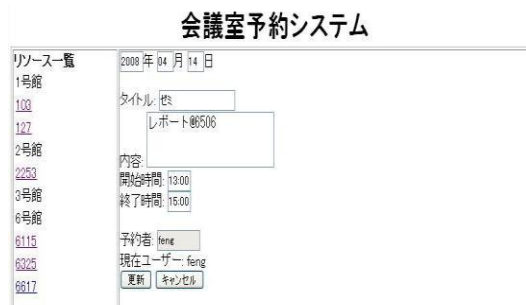 会議室予約システム
リソース一覧
1号館
103
127
2号館
2253
3号館
6号館
6115
6325
6617
2008 年 04 月 14 日
タイトル: ゼミ
内容: レポート@6506
開始時間: 13:00
終了時間: 15:00
予約者: feng
現在ユーザー: feng
更新 キャンセル